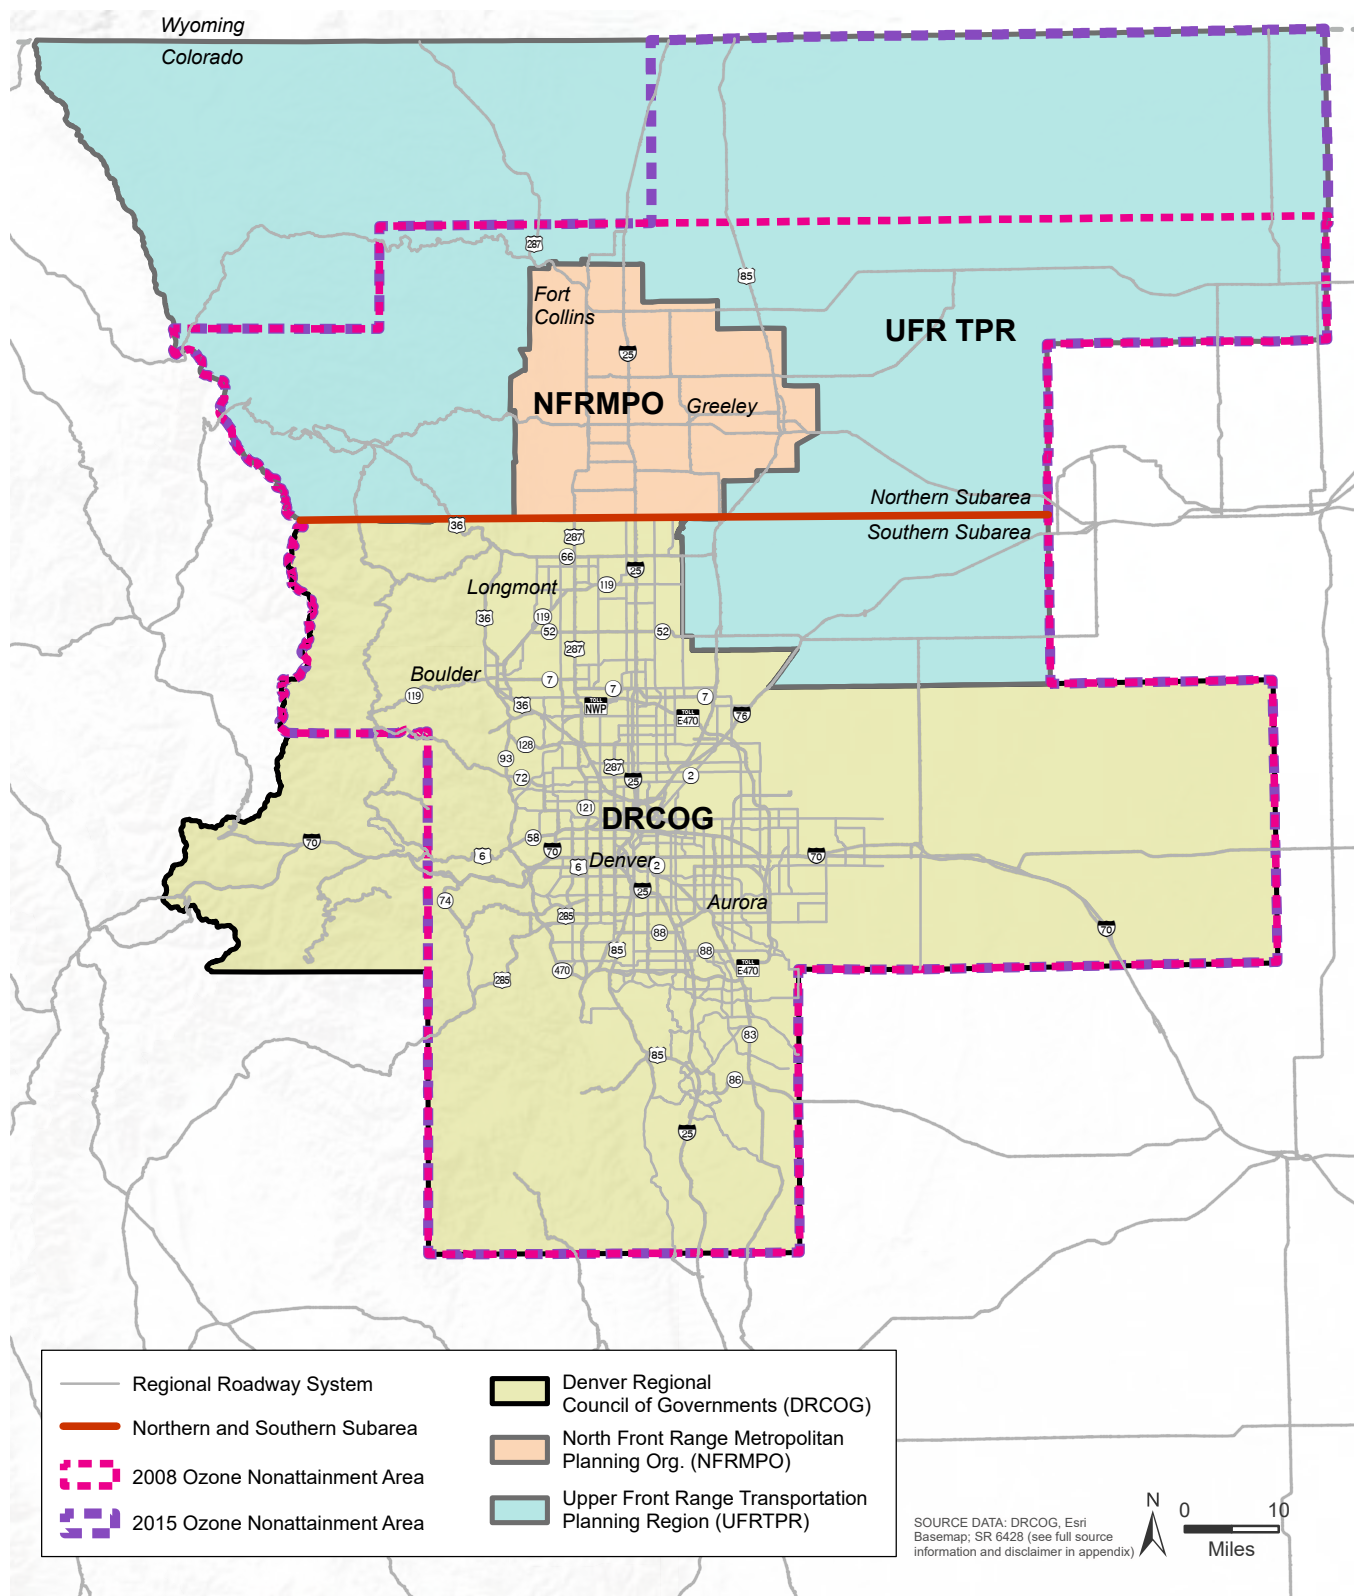 Wyoming
Colorado
287
85
Fort
Collins
UFR TPR
25
NFRMPO
Greeley
Northern Subarea
36
Southern Subarea
287
66
25
Longmont
119
36
119
52
52
287
Boulder
7
7
7
119
36
TOLL
NWP
TOLL
E-470
76
128
93
72
287
25
2
121
DRCOG
58
70
70
6
Denver
6
2
70
25
74
Aurora
285
88
70
85
88
470
285
TOLL
E-470
83
85
86
25
Regional Roadway System
Northern and Southern Subarea
2008 Ozone Nonattainment Area
2015 Ozone Nonattainment Area
Denver Regional
Council of Governments (DRCOG)
North Front Range Metropolitan
Planning Org. (NFRMPO)
Upper Front Range Transportation
Planning Region (UFRTPR)
SOURCE DATA: DRCOG, Esri
Basemap; SR 6428 (see full source
information and disclaimer in appendix)
N
0 10
Miles